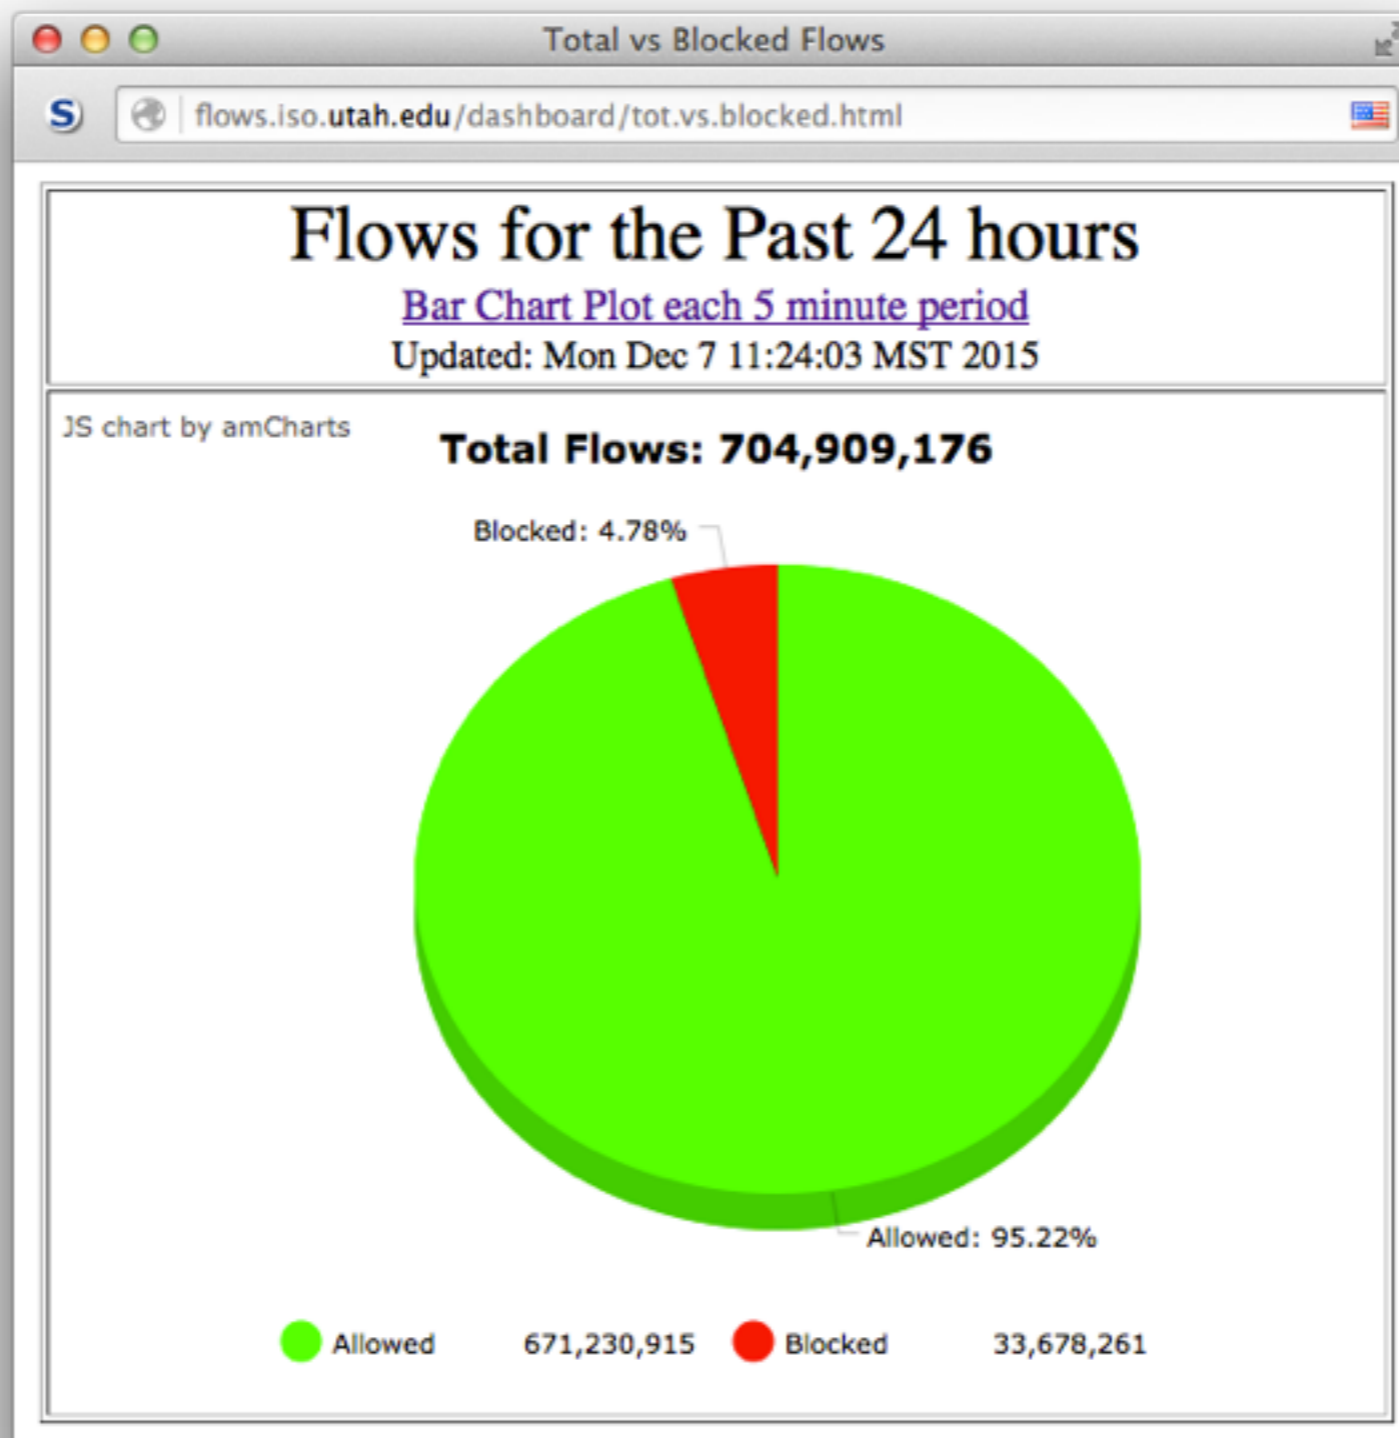 Total vs Blocked Flows
S
flows.iso.utah.edu/dashboard/tot.vs.blocked.html
Flows for the Past 24 hours
Bar Chart Plot each 5 minute period
Updated: Mon Dec 7 11:24:03 MST 2015
JS chart by amCharts
Total Flows: 704,909,176
Blocked: 4.78%
Allowed: 95.22%
Allowed 671,230,915 Blocked 33,678,261